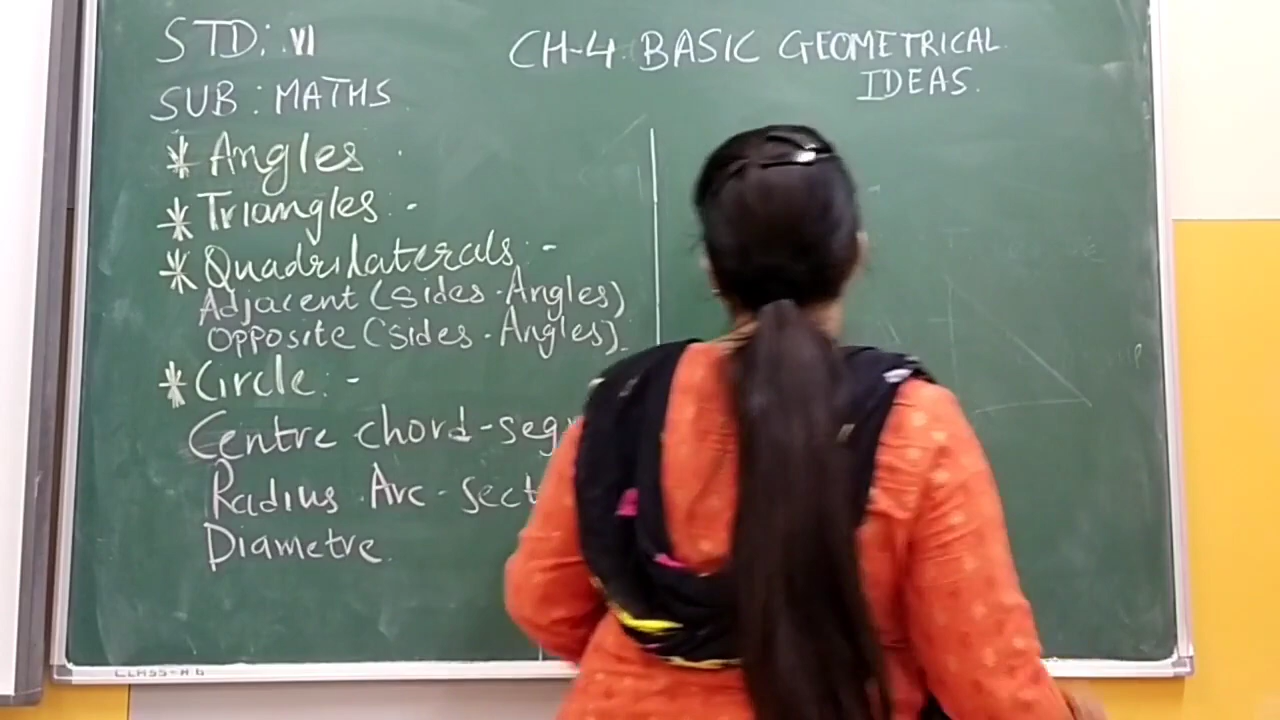 STD: VI
SUB: MATHS
CH-4. BASIC GEOMETRICAL
IDEAS.
* Angles
* Triangles:-
* Quadrilaterals:-
Adjacent (Sides.Angles)
Opposite (Sides.Angles).
* Circle:-
Centre chord-seg
Radius Arc-sect
Diametre.